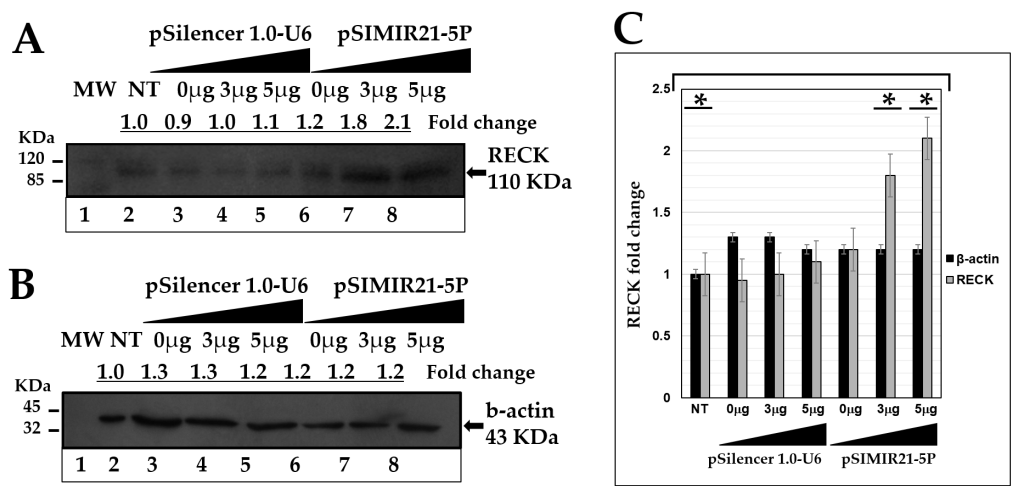 A
pSilencer 1.0-U6 pSIMIR21-5P
MW NT 0µg 3µg 5µg 0µg 3µg 5µg
1.0 0.9 1.0 1.1 1.2 1.8 2.1 Fold change
KDa
120
85
RECK
110 KDa
1 2 3 4 5 6 7 8
B
pSilencer 1.0-U6 pSIMIR21-5P
MW NT 0µg 3µg 5µg 0µg 3µg 5µg
1.0 1.3 1.3 1.2 1.2 1.2 1.2 Fold change
KDa
45
32
b-actin
43 KDa
1 2 3 4 5 6 7 8
C
RECK fold change
2.5
2
1.5
1
0.5
0
* * *
β-actin
RECK
NT 0µg 3µg 5µg 0µg 3µg 5µg
pSilencer 1.0-U6 pSIMIR21-5P